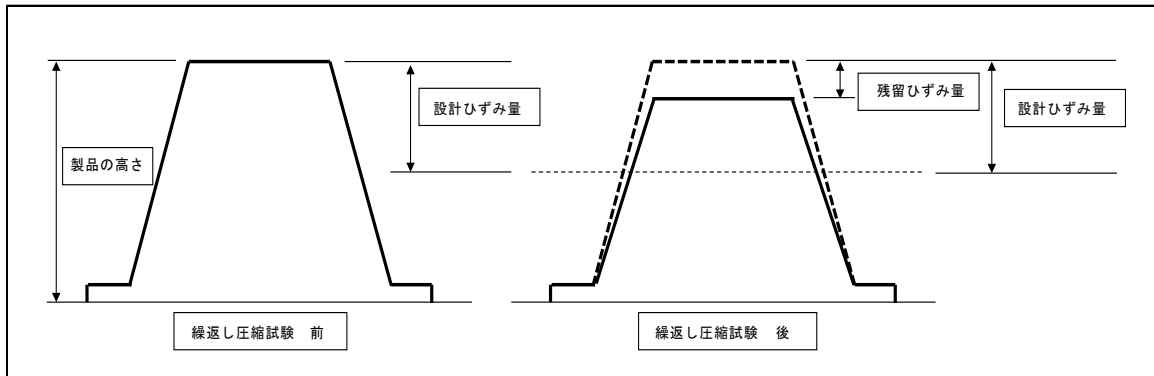 製品の高さ
設計ひずみ量
繰返し圧縮試験 前
残留ひずみ量
設計ひずみ量
繰返し圧縮試験 後